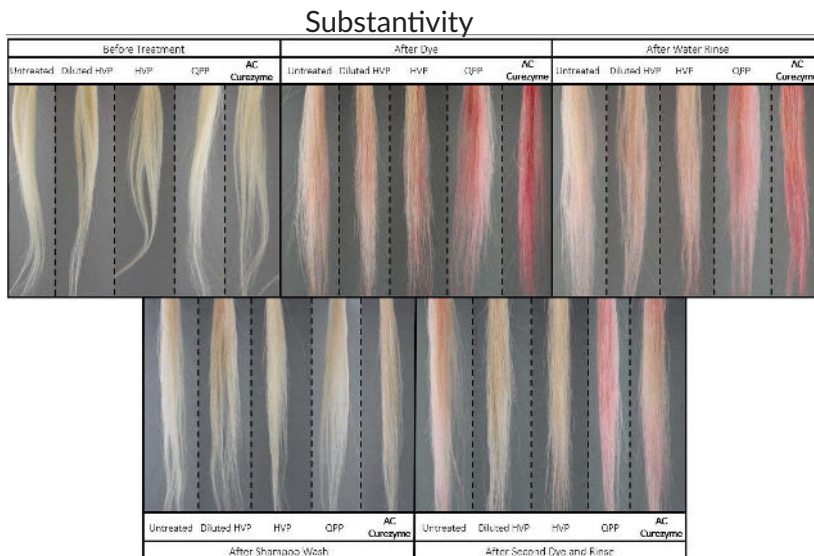 Substantivity
Before Treatment After Dye After Water Rinse
Untreated Diluted HVP HVP QPP AC Curezyme Untreated Diluted HVP HVP QPP AC Curezyme Untreated Diluted HVP HVP QPP AC Curezyme
Untreated Diluted HVP HVP QPP AC Curezyme Untreated Diluted HVP HVP QPP AC Curezyme
After Shampoo Wash After Second Dye and Rinse